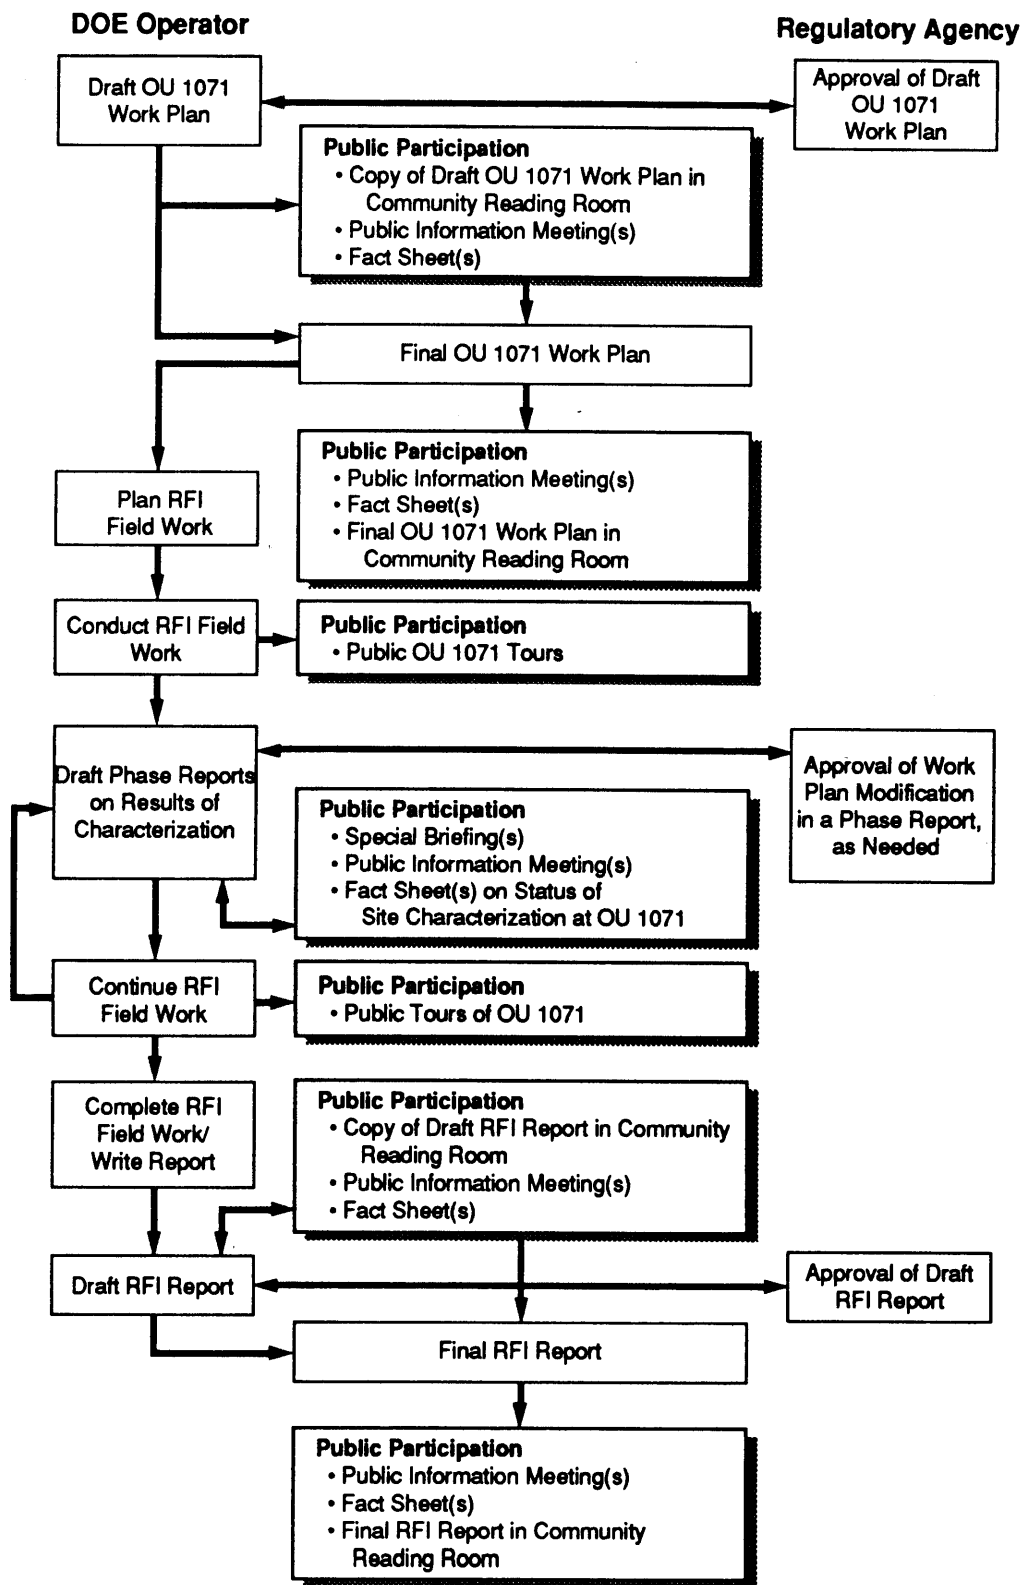 DOE Operator
Regulatory Agency
Draft OU 1071
Work Plan
Approval of Draft
OU 1071
Work Plan
Public Participation
• Copy of Draft OU 1071 Work Plan in
Community Reading Room
• Public Information Meeting(s)
• Fact Sheet(s)
Final OU 1071 Work Plan
Public Participation
• Public Information Meeting(s)
• Fact Sheet(s)
• Final OU 1071 Work Plan in
Community Reading Room
Plan RFI
Field Work
Conduct RFI Field
Work
Public Participation
• Public OU 1071 Tours
Draft Phase Reports
on Results of
Characterization
Approval of Work
Plan Modification
in a Phase Report,
as Needed
Public Participation
• Special Briefing(s)
• Public Information Meeting(s)
• Fact Sheet(s) on Status of
Site Characterization at OU 1071
Continue RFI
Field Work
Public Participation
• Public Tours of OU 1071
Complete RFI
Field Work/
Write Report
Public Participation
• Copy of Draft RFI Report in Community
Reading Room
• Public Information Meeting(s)
• Fact Sheet(s)
Draft RFI Report
Approval of Draft
RFI Report
Final RFI Report
Public Participation
• Public Information Meeting(s)
• Fact Sheet(s)
• Final RFI Report in Community
Reading Room